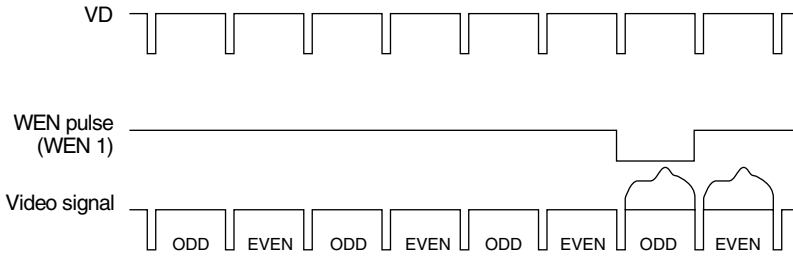 VD
WEN pulse
(WEN 1)
Video signal
ODD EVEN ODD EVEN ODD EVEN ODD EVEN